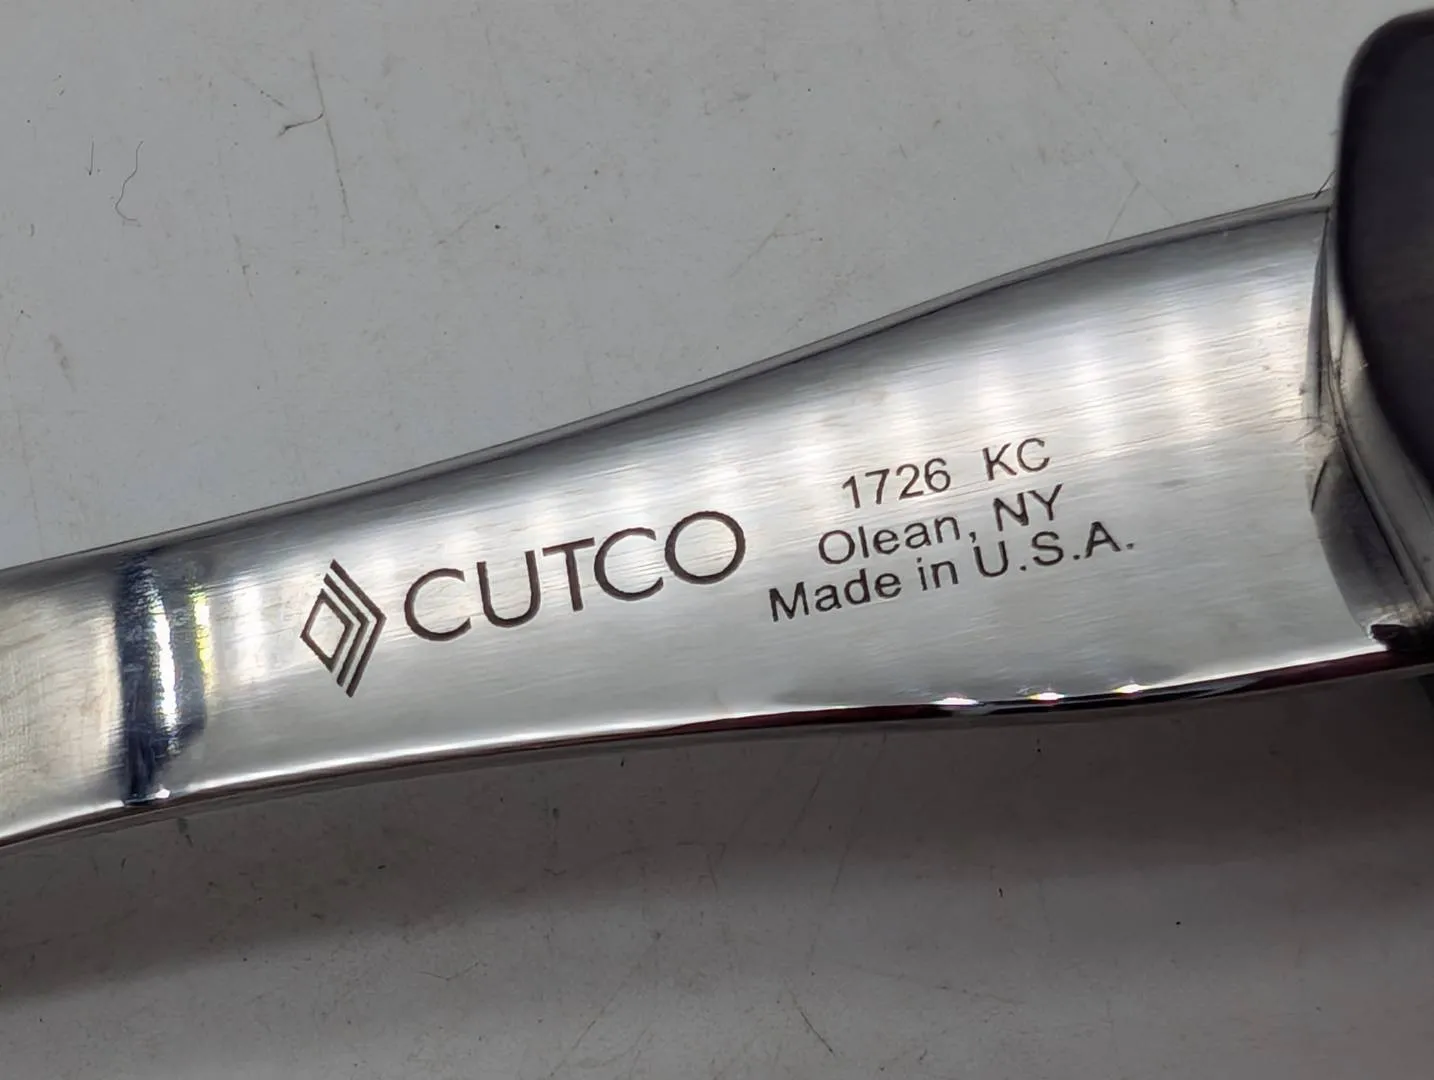 CUTCO
1726 KC
Olean, NY
Made in U.S.A.